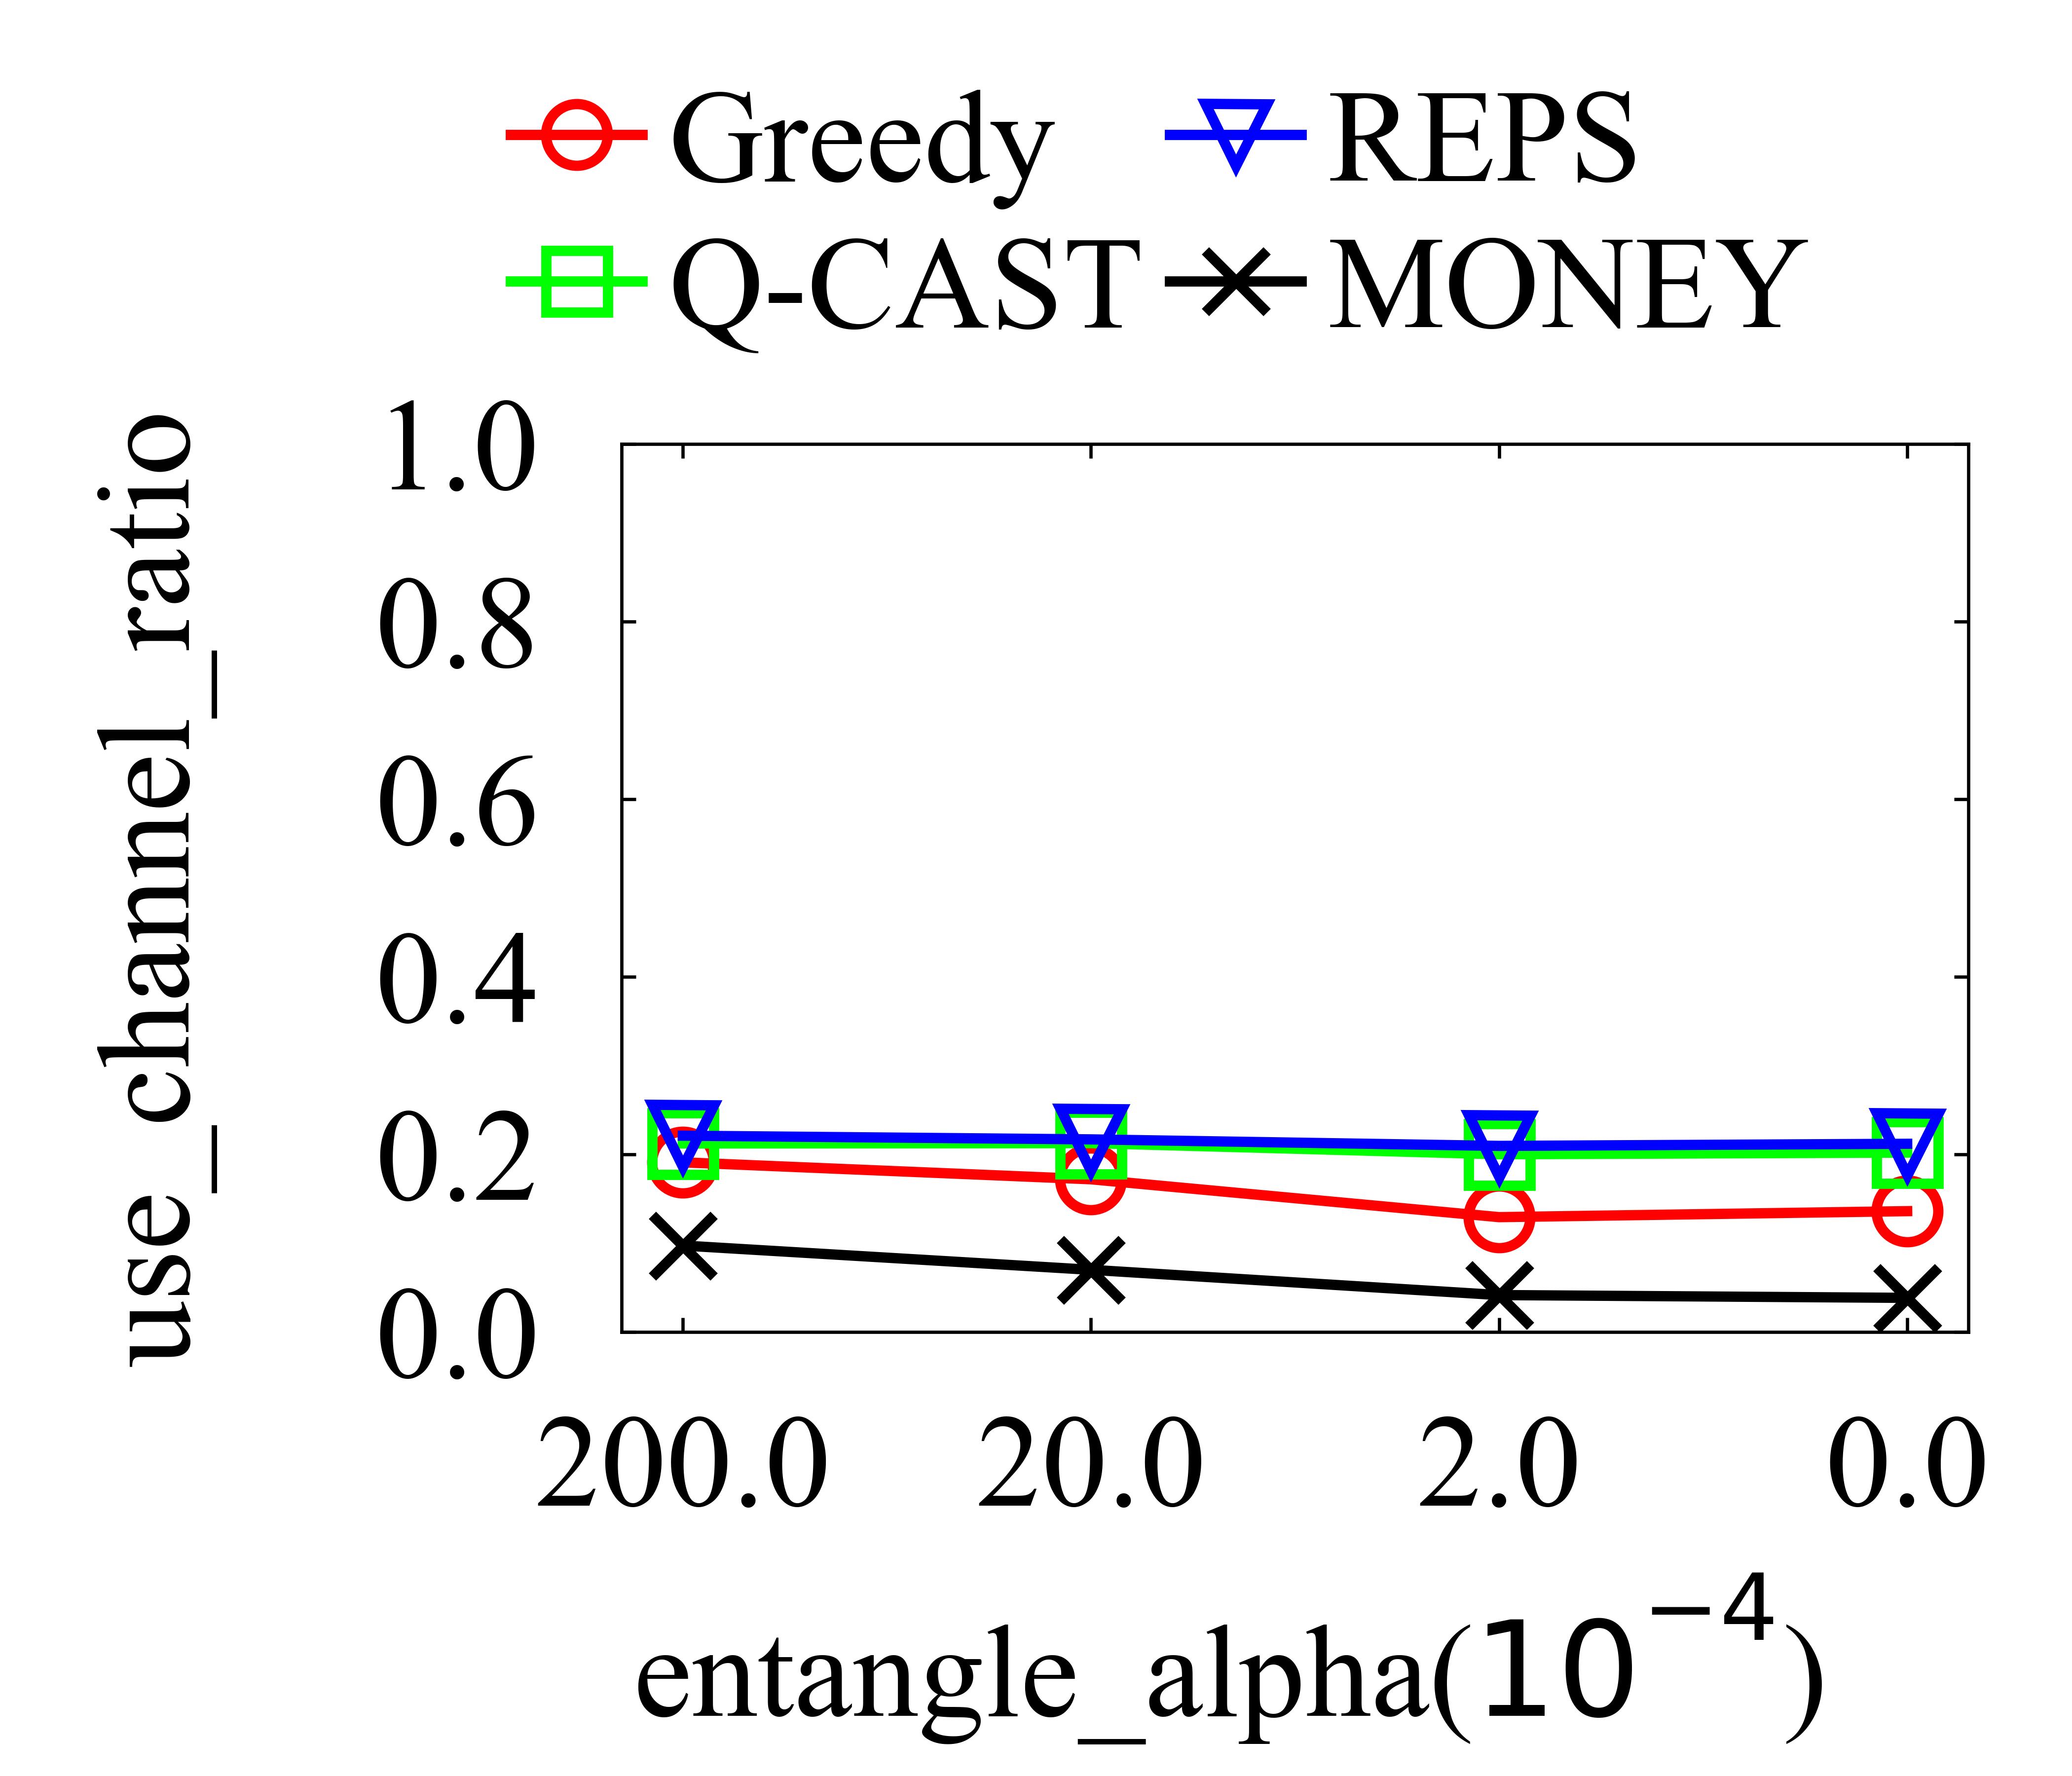 Greedy REPS
Q-CAST MONEY
use_channel_ratio
1.0
0.8
0.6
0.4
0.2
0.0
200.0 20.0 2.0 0.0
entangle_alpha(10⁻⁴)